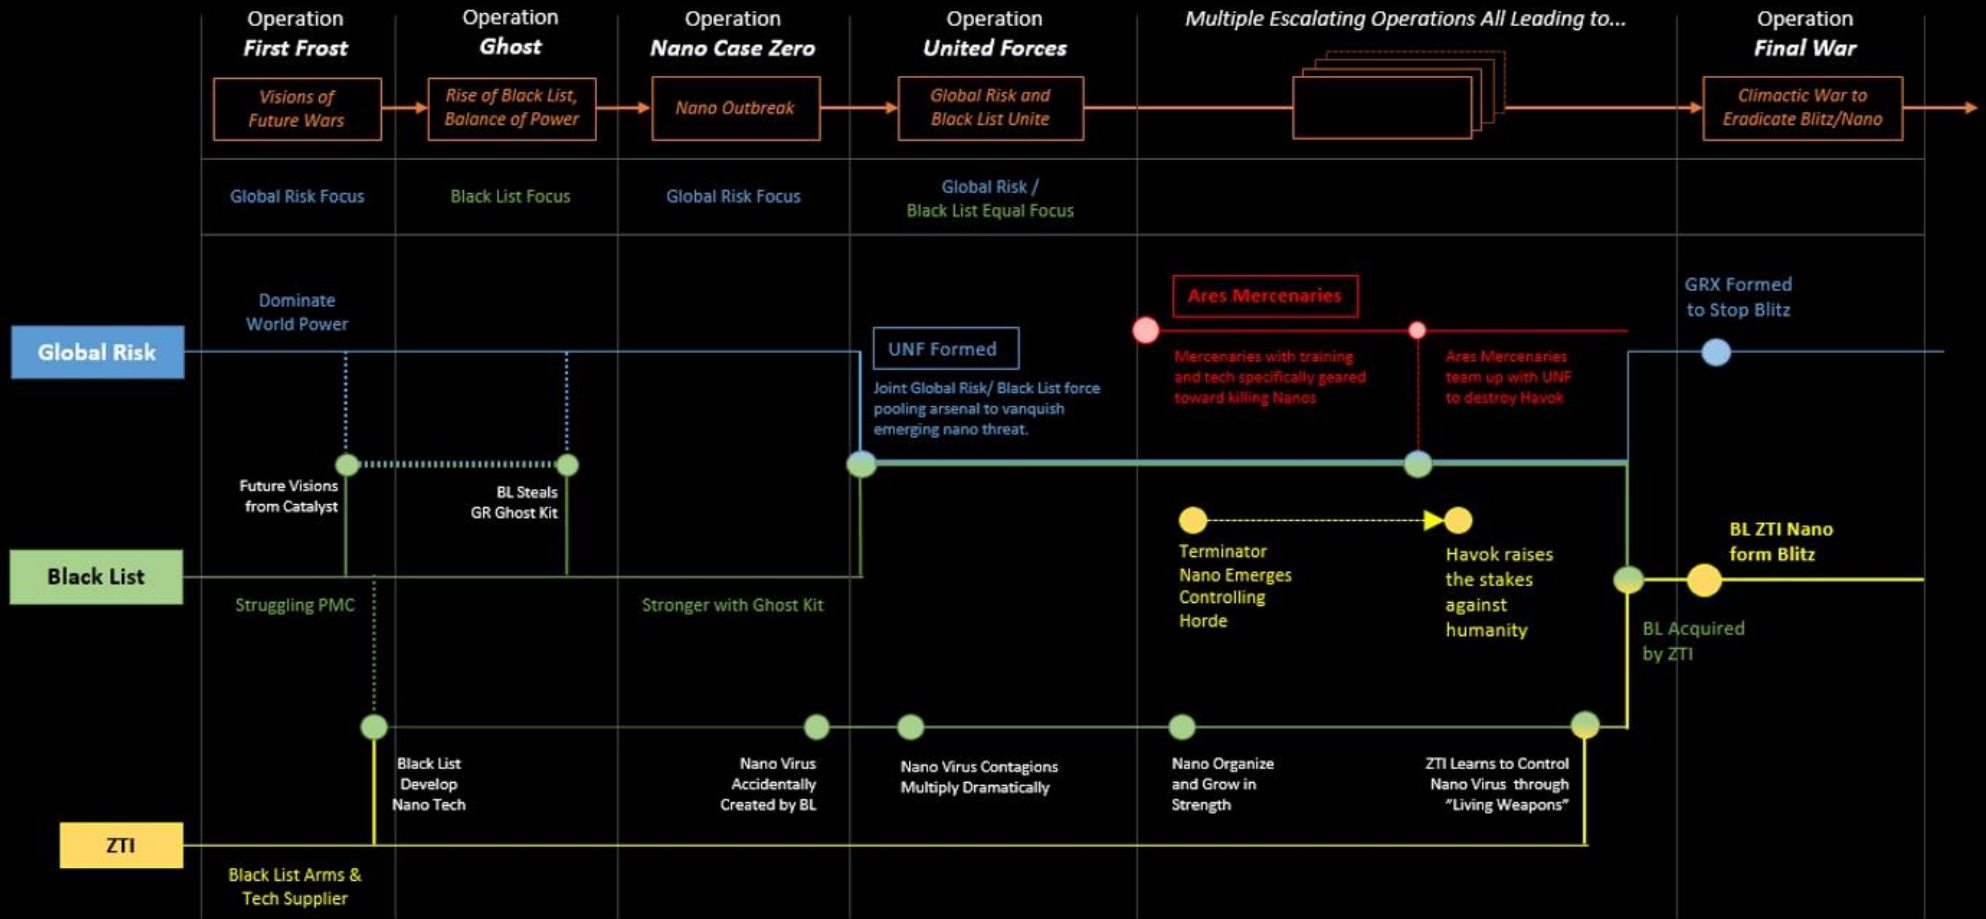 Operation
First Frost
Operation
Ghost
Operation
Nano Case Zero
Operation
United Forces
Multiple Escalating Operations All Leading to...
Operation
Final War
Visions of
Future Wars
Rise of Black List,
Balance of Power
Nano Outbreak
Global Risk and
Black List Unite
Climactic War to
Eradicate Blitz/Nano
Global Risk Focus
Black List Focus
Global Risk Focus
Global Risk /
Black List Equal Focus
Dominate
World Power
Global Risk
UNF Formed
Joint Global Risk/ Black List force
pooling arsenal to vanquish
emerging nano threat.
Ares Mercenaries
Mercenaries with training
and tech specifically geared
toward killing Nanos
Ares Mercenaries
team up with UNF
to destroy Havok
GRX Formed
to Stop Blitz
Future Visions
from Catalyst
BL Steals
GR Ghost Kit
Black List
Struggling PMC
Stronger with Ghost Kit
Terminator
Nano Emerges
Controlling
Horde
Havok raises
the stakes
against
humanity
BL ZTI Nano
form Blitz
BL Acquired
by ZTI
Black List
Develop
Nano Tech
Nano Virus
Accidentally
Created by BL
Nano Virus Contagions
Multiply Dramatically
Nano Organize
and Grow in
Strength
ZTI Learns to Control
Nano Virus through
"Living Weapons"
ZTI
Black List Arms &
Tech Supplier